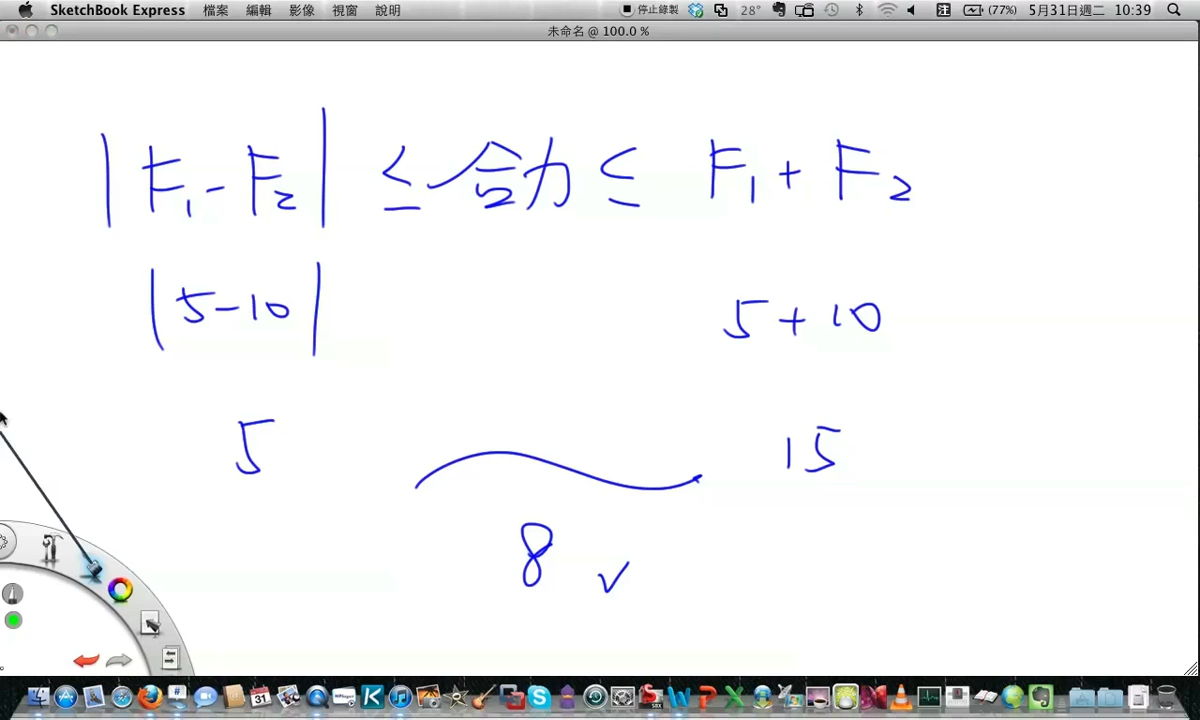 SketchBook Express 檔案 編輯 影像 視窗 說明 停止錄製 28° 注 (77%) 5月31日週二 10:39
未命名 @ 100.0 %
|F₁-F₂| ≤ 合力 ≤ F₁ + F₂
|5-10| 5+10
5 ~ 15
8 ✓